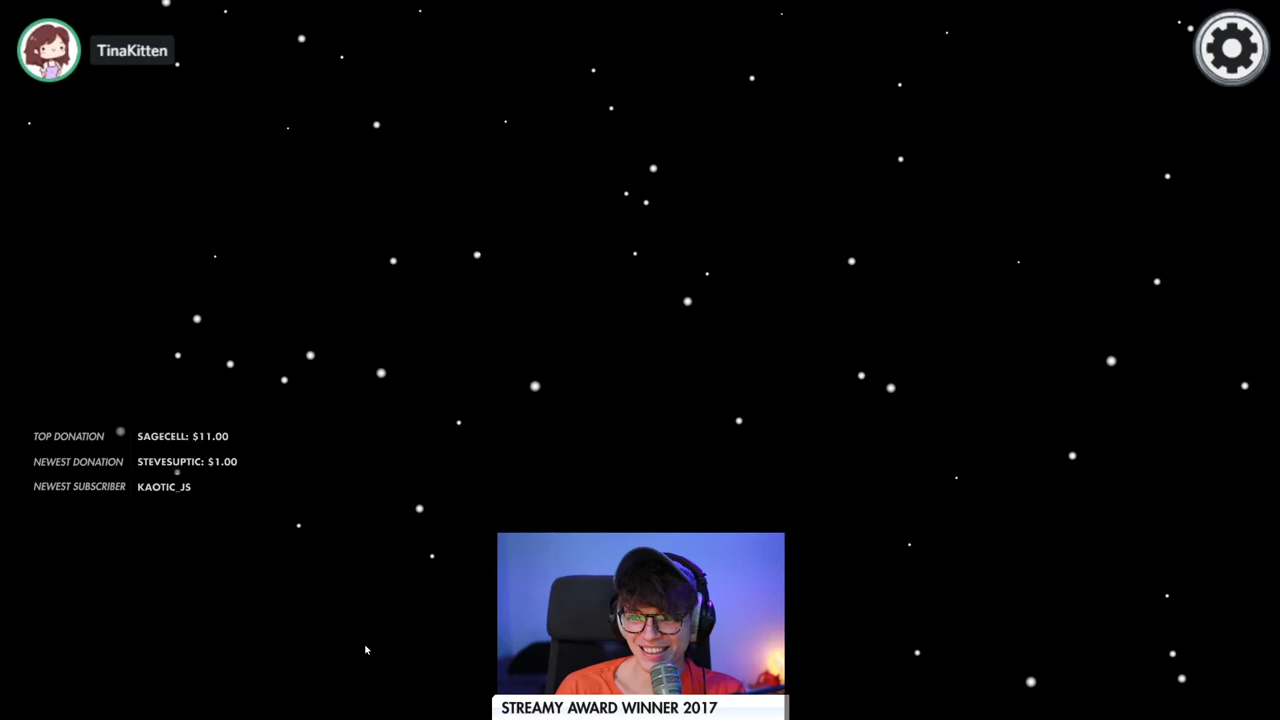 TinaKitten
TOP DONATION SAGECELL: $11.00
NEWEST DONATION STEVESUPTIC: $1.00
NEWEST SUBSCRIBER KAOTIC_JS
STREAMY AWARD WINNER 2017